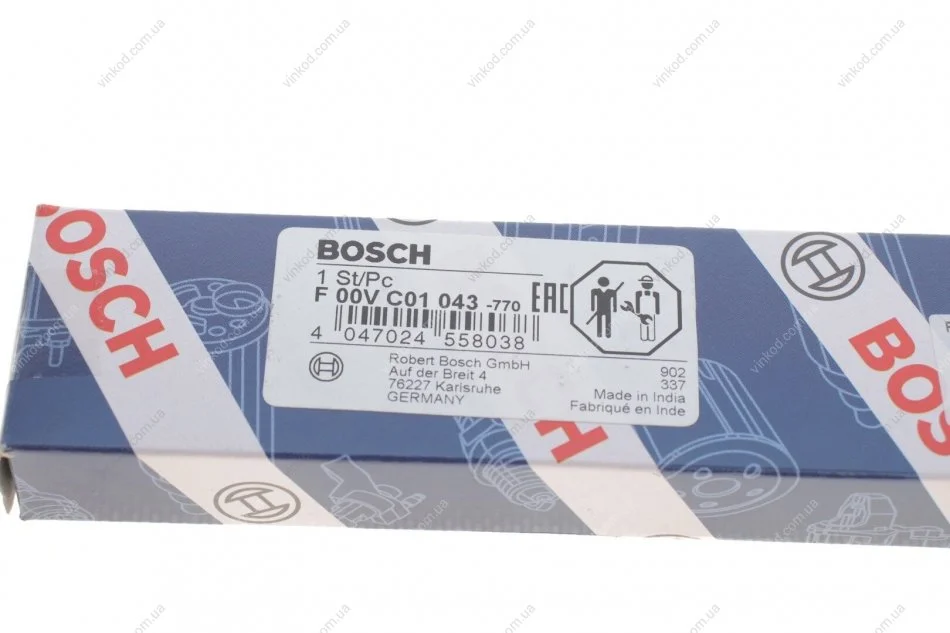 BOSCH
BOSCH
1 St/Pc
F 00V C01 043 -770
EAC
4 047024 558038
Robert Bosch GmbH
Auf der Breit 4
76227 Karlsruhe
GERMANY
902
337
Made in India
Fabriqué en Inde
H
BOSCH
vinkod.com.ua